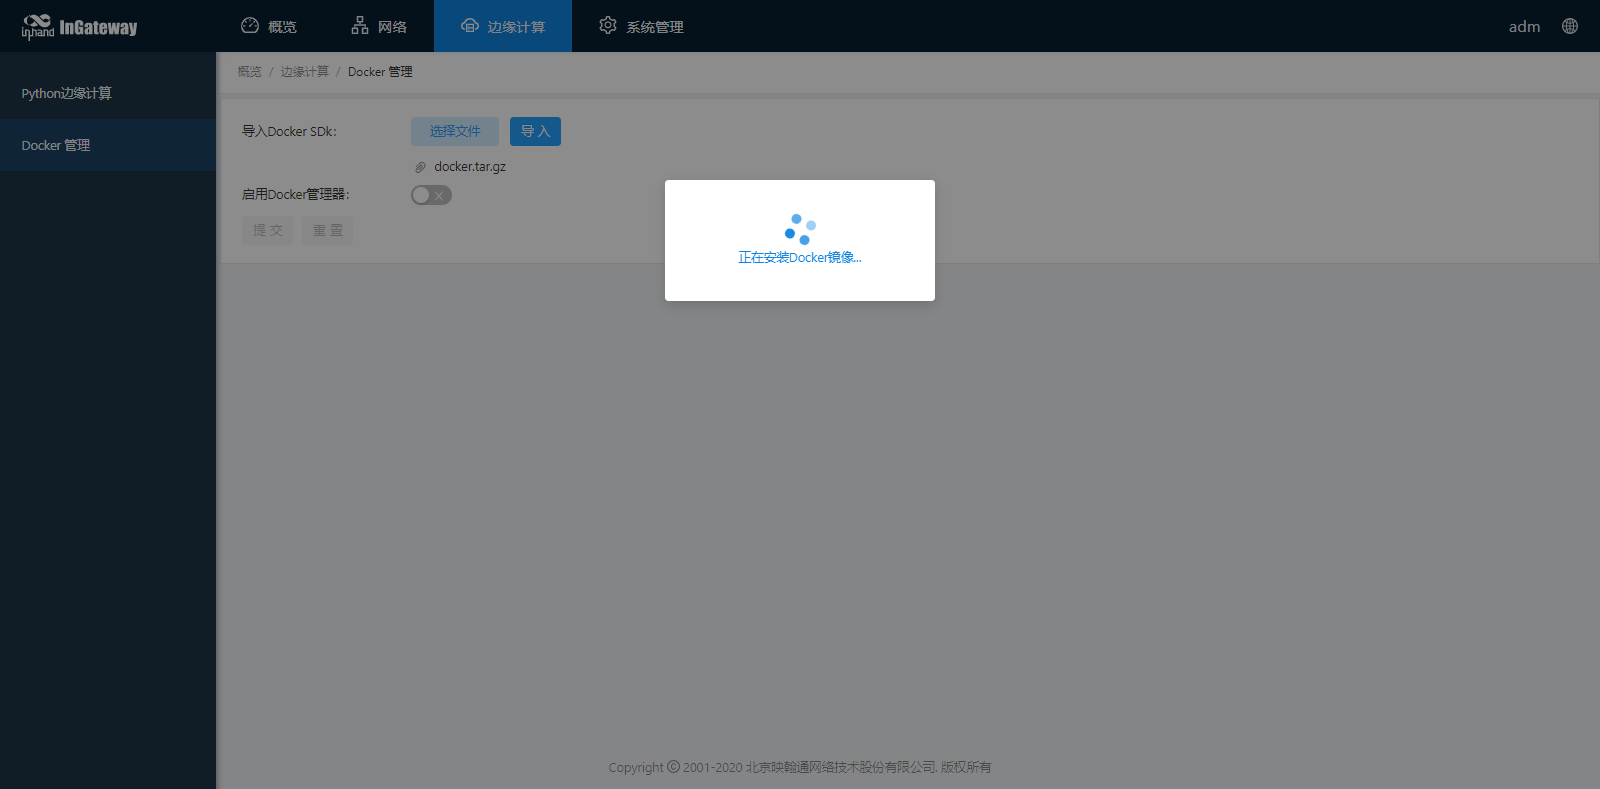 inhand InGateway 概览 网络 边缘计算 系统管理 adm
概览 / 边缘计算 / Docker 管理
Python边缘计算
Docker 管理
导入Docker SDk: 选择文件 导 入
docker.tar.gz
启用Docker管理器:
提 交 重 置
正在安装Docker镜像...
Copyright © 2001-2020 北京映翰通网络技术股份有限公司. 版权所有